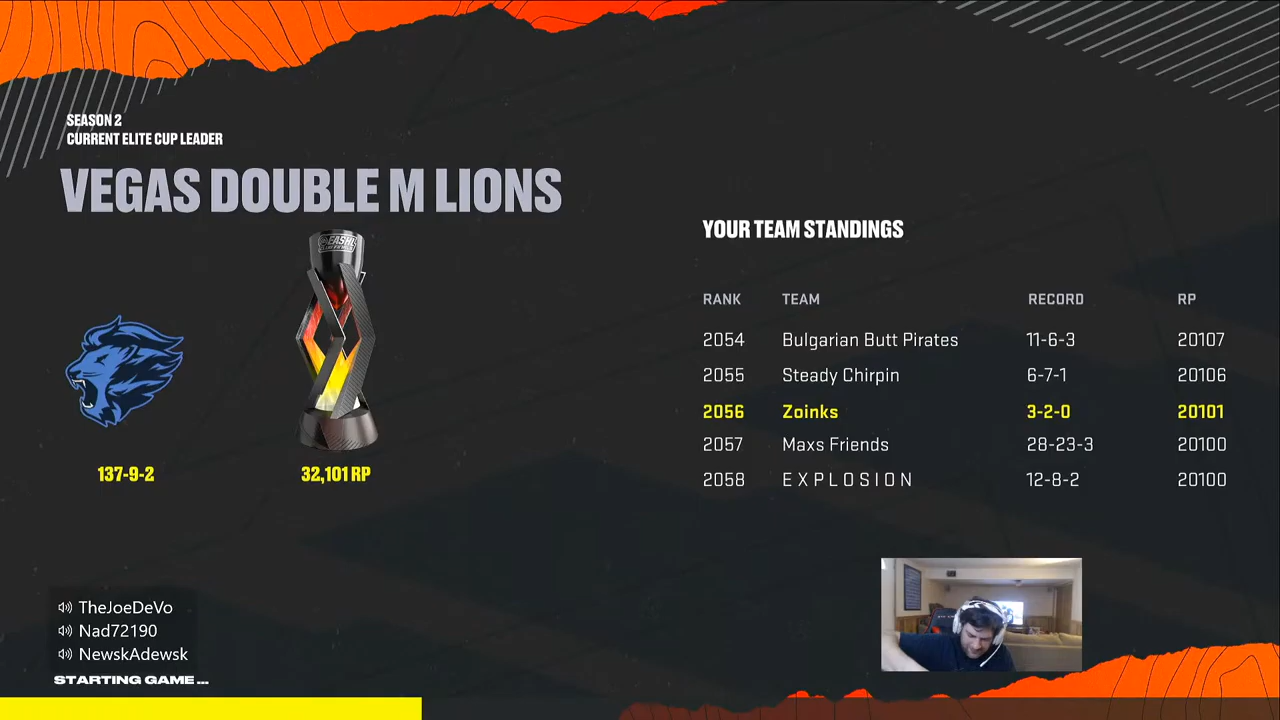 SEASON 2
CURRENT ELITE CUP LEADER
VEGAS DOUBLE M LIONS
137-9-2
32,101 RP
YOUR TEAM STANDINGS
RANK TEAM RECORD RP
2054 Bulgarian Butt Pirates 11-6-3 20107
2055 Steady Chirpin 6-7-1 20106
2056 Zoinks 3-2-0 20101
2057 Maxs Friends 28-23-3 20100
2058 E X P L O S I O N 12-8-2 20100
TheJoeDeVo
Nad72190
NewskAdewsk
STARTING GAME ...